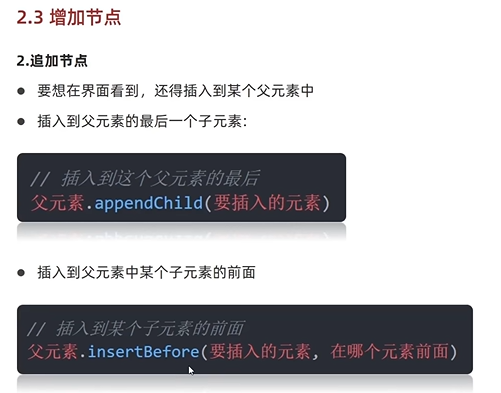 2.3 增加节点
2.追加节点
● 要想在界面看到，还得插入到某个父元素中
● 插入到父元素的最后一个子元素：
// 插入到这个父元素的最后
父元素.appendChild(要插入的元素)
● 插入到父元素中某个子元素的前面
// 插入到某个子元素的前面
父元素.insertBefore(要插入的元素, 在哪个元素前面)